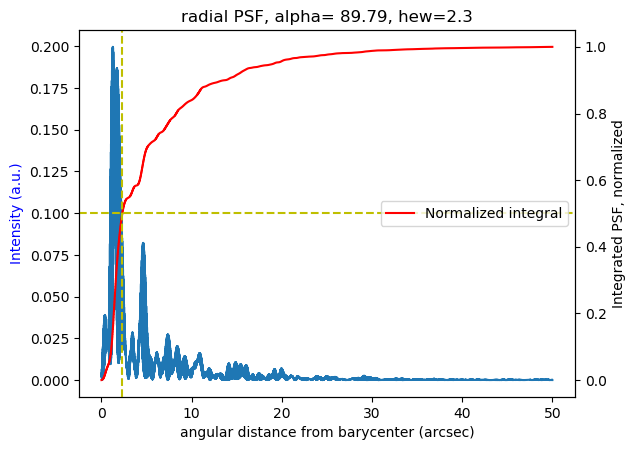 radial PSF, alpha= 89.79, hew=2.3
0.200
0.175
0.150
0.125
0.100
0.075
0.050
0.025
0.000
Intensity (a.u.)
Normalized integral
1.0
0.8
0.6
0.4
0.2
0.0
Integrated PSF, normalized
0 10 20 30 40 50
angular distance from barycenter (arcsec)